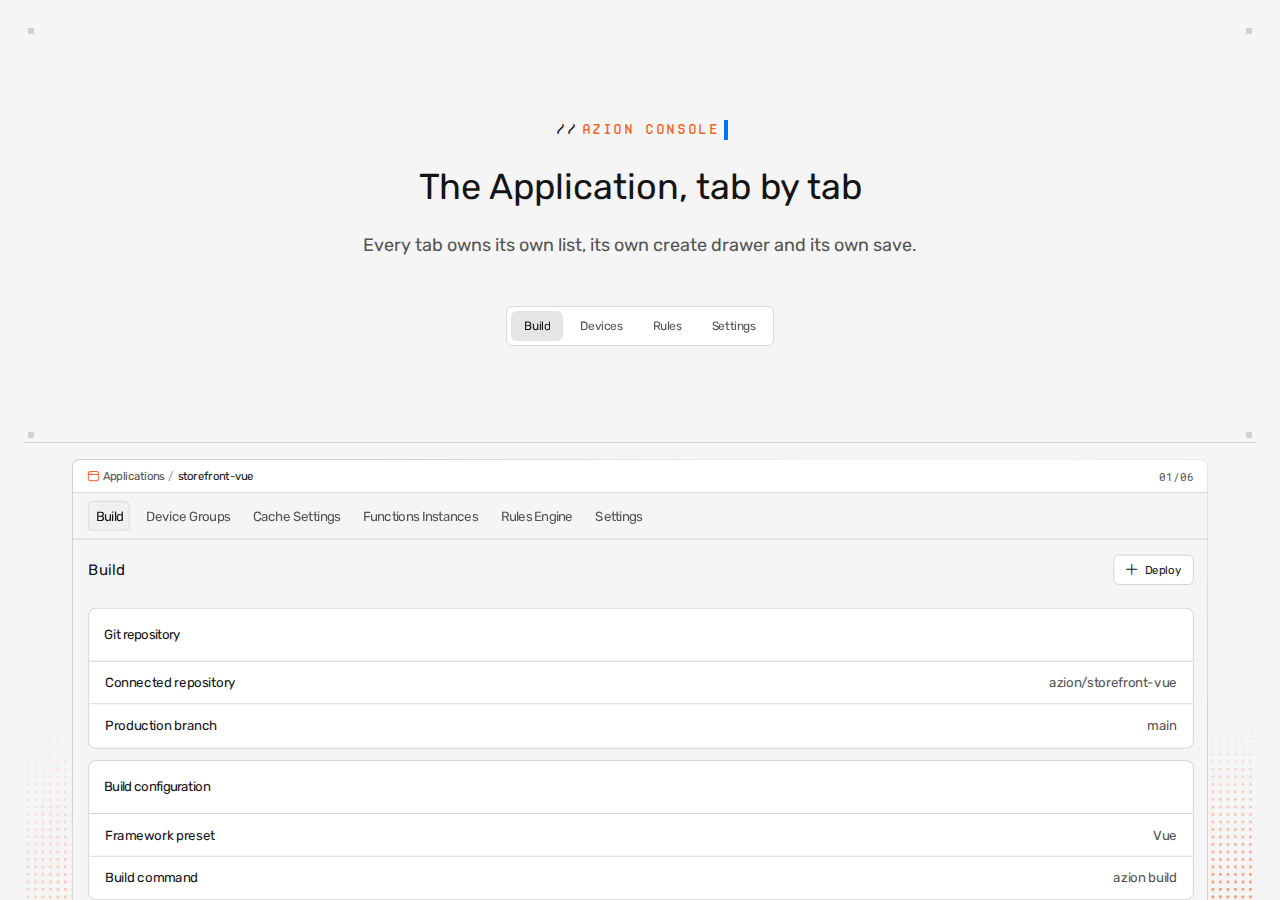 // AZION CONSOLE
The Application, tab by tab
Every tab owns its own list, its own create drawer and its own save.
Build Devices Rules Settings
Applications / storefront-vue 01/06
Build Device Groups Cache Settings Functions Instances Rules Engine Settings
Build + Deploy
Git repository
Connected repository azion/storefront-vue
Production branch main
Build configuration
Framework preset Vue
Build command azion build